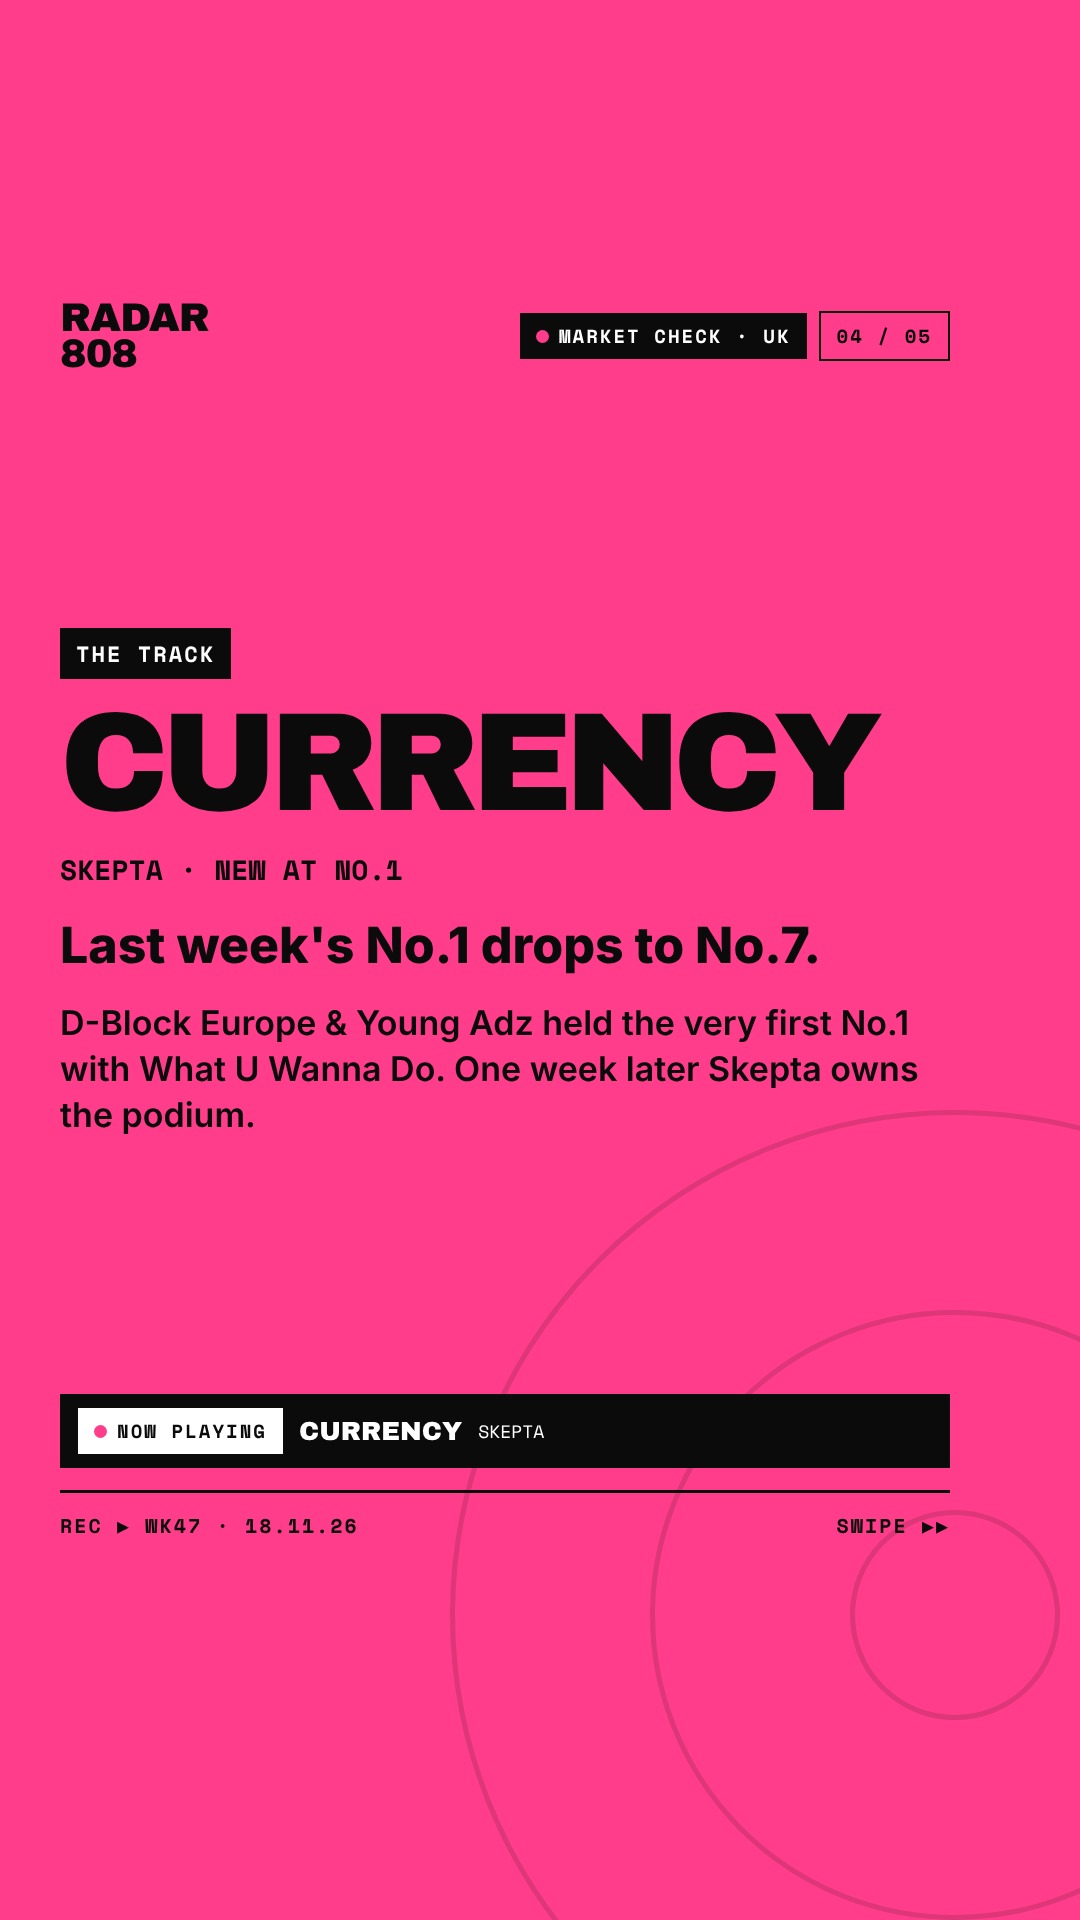 RADAR
808
MARKET CHECK · UK
04 / 05
THE TRACK
CURRENCY
SKEPTA · NEW AT NO.1
Last week's No.1 drops to No.7.
D-Block Europe & Young Adz held the very first No.1
with What U Wanna Do. One week later Skepta owns
the podium.
NOW PLAYING CURRENCY SKEPTA
REC ▶ WK47 · 18.11.26
SWIPE ▶▶